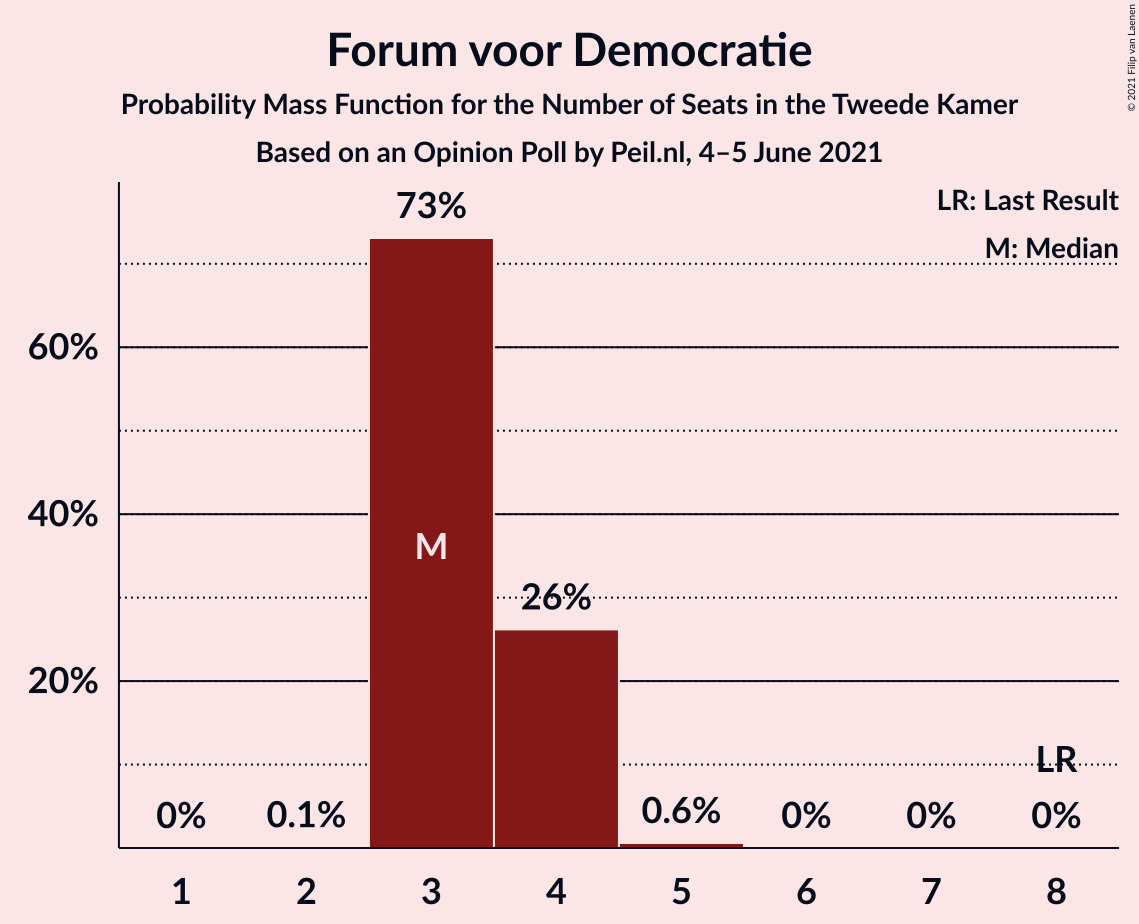 Forum voor Democratie
Probability Mass Function for the Number of Seats in the Tweede Kamer
Based on an Opinion Poll by Peil.nl, 4–5 June 2021
© 2021 Filip van Laenen
LR: Last Result
M: Median
73%
60%
40%
M
26%
20%
LR
0%
0.1%
0.6%
0%
0%
0%
1
2
3
4
5
6
7
8